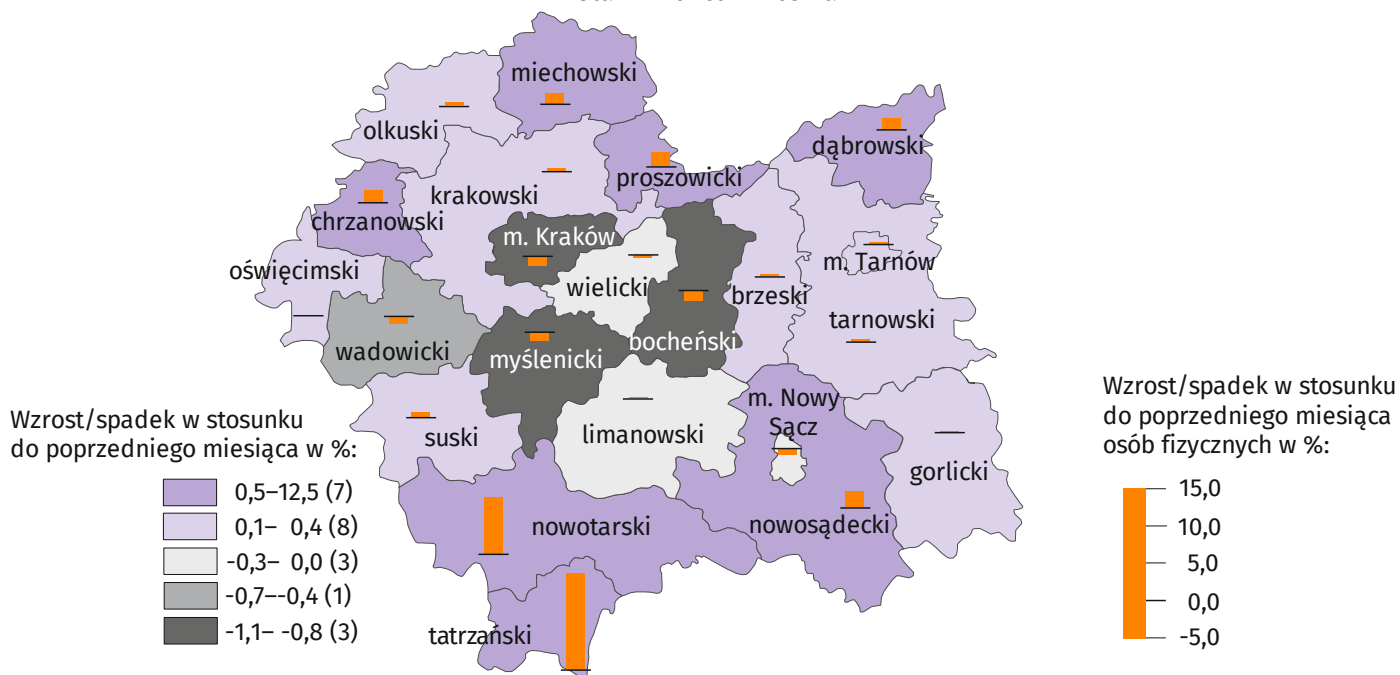 miechowski
olkuski
dąbrowski
proszowicki
krakowski
chrzanowski
m. Kraków
m. Tarnów
oświęcimski
wielicki
brzeski
tarnowski
wadowicki
myślenicki
bocheński
m. Nowy
Sącz
suski
limanowski
gorlicki
nowotarski
nowosądecki
tatrzański
Wzrost/spadek w stosunku
do poprzedniego miesiąca w %:
0,5–12,5 (7)
0,1– 0,4 (8)
-0,3– 0,0 (3)
-0,7–-0,4 (1)
-1,1– -0,8 (3)
Wzrost/spadek w stosunku
do poprzedniego miesiąca
osób fizycznych w %:
15,0
10,0
5,0
0,0
-5,0